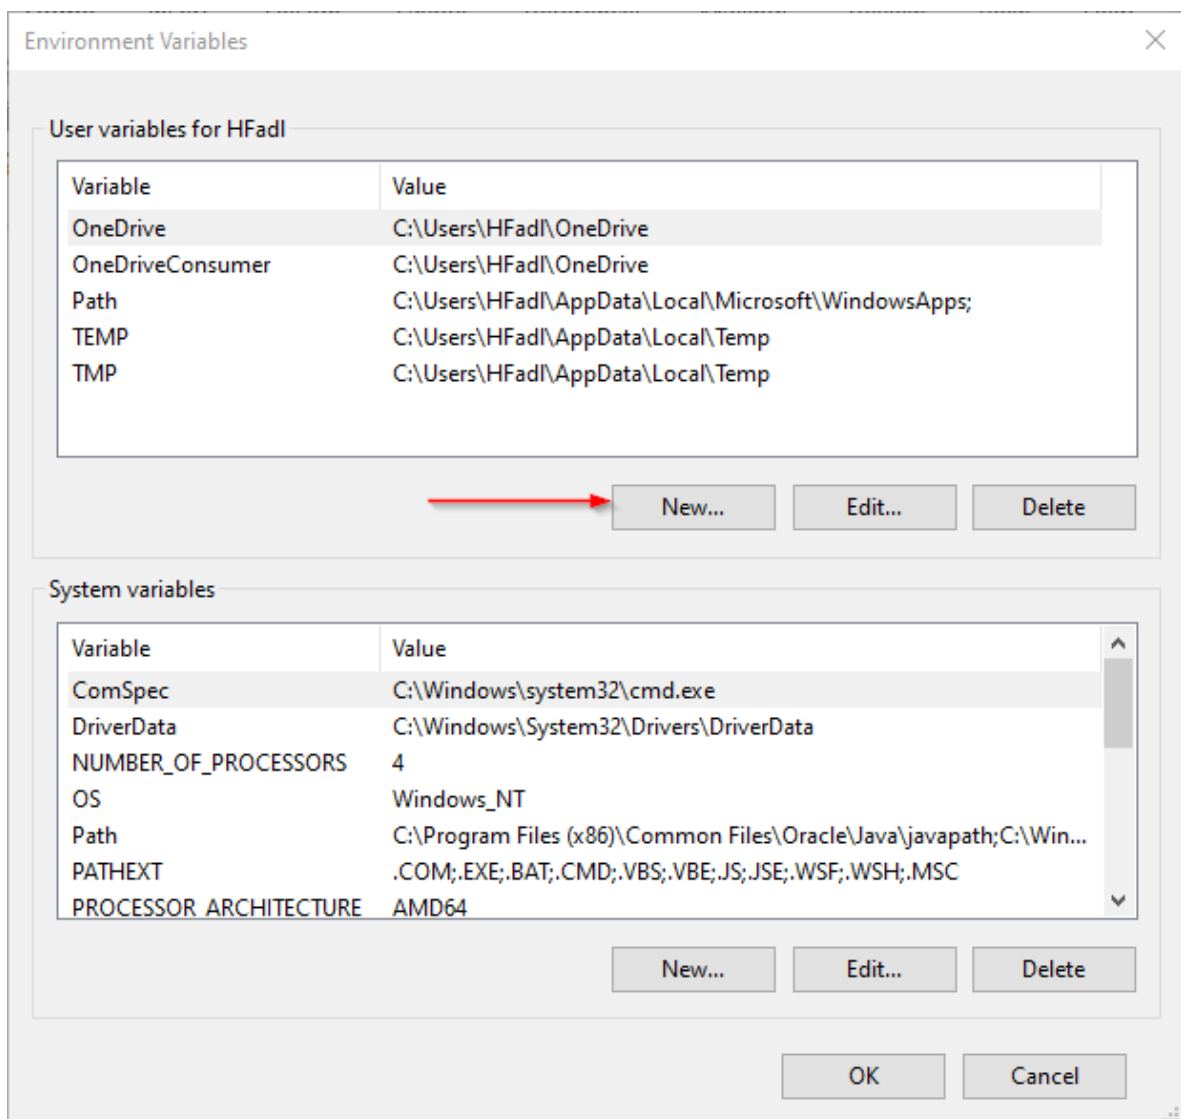 Environment Variables
User variables for HFadl
Variable Value
OneDrive C:\Users\HFadl\OneDrive
OneDriveConsumer C:\Users\HFadl\OneDrive
Path C:\Users\HFadl\AppData\Local\Microsoft\WindowsApps;
TEMP C:\Users\HFadl\AppData\Local\Temp
TMP C:\Users\HFadl\AppData\Local\Temp
New... Edit... Delete
System variables
Variable Value
ComSpec C:\Windows\system32\cmd.exe
DriverData C:\Windows\System32\Drivers\DriverData
NUMBER_OF_PROCESSORS 4
OS Windows_NT
Path C:\Program Files (x86)\Common Files\Oracle\Java\javapath;C:\Win...
PATHEXT .COM;.EXE;.BAT;.CMD;.VBS;.VBE;.JS;.JSE;.WSF;.WSH;.MSC
PROCESSOR_ARCHITECTURE AMD64
New... Edit... Delete
OK Cancel